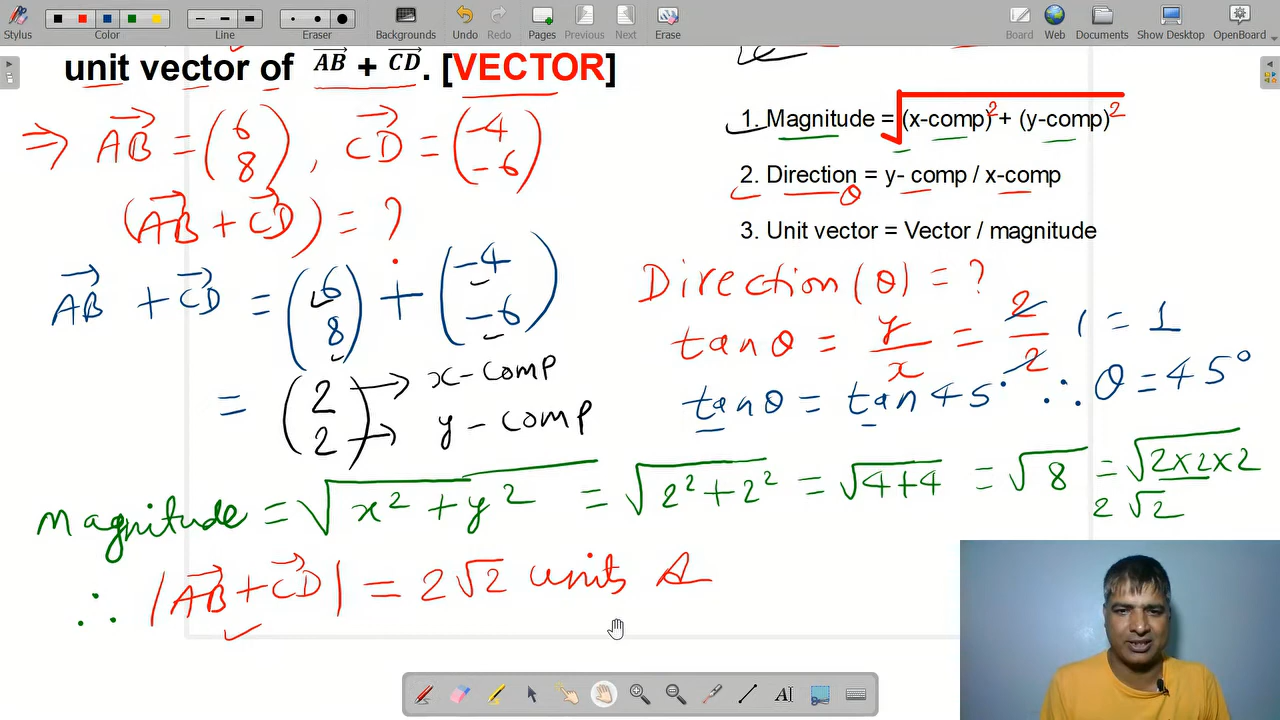 Stylus Color Line Eraser Backgrounds Undo Redo Pages Previous Next Erase Board Web Documents Show Desktop OpenBoard
unit vector of AB + CD. [VECTOR]
⇒ AB = (6 8), CD = (-4 -6)
(AB + CD) = ?
AB + CD = (6 8) + (-4 -6)
= (2 2) → x-comp → y-comp
1. Magnitude = √(x-comp)² + (y-comp)²
2. Direction = y- comp / x-comp
θ
3. Unit vector = Vector / magnitude
Direction (θ) = ?
tanθ = y/x = 2/2 1 = 1
tanθ = tan 45° ∴ θ = 45°
Magnitude = √x² + y² = √2² + 2² = √4+4 = √8 = √2×2×2
2√2
∴ |AB + CD| = 2√2 units
AI